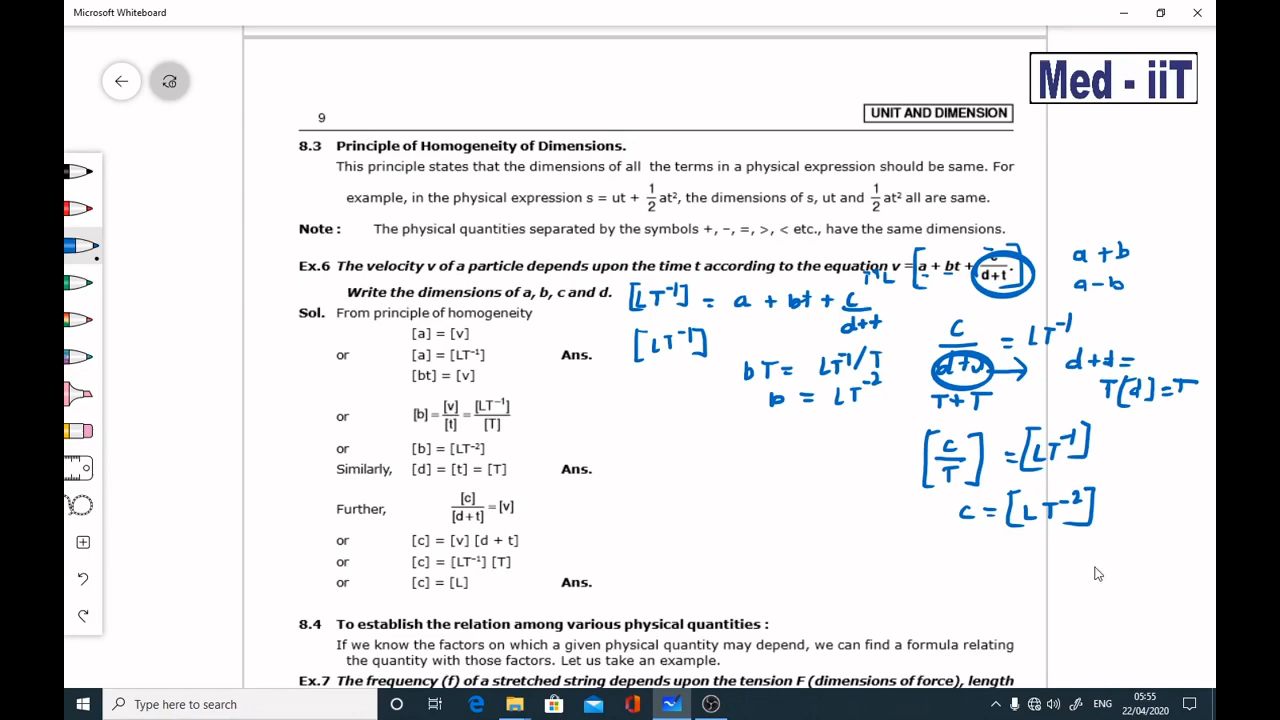 Microsoft Whiteboard
Med - iiT
9
UNIT AND DIMENSION
8.3 Principle of Homogeneity of Dimensions.
This principle states that the dimensions of all the terms in a physical expression should be same. For
example, in the physical expression s = ut + 1/2 at², the dimensions of s, ut and 1/2 at² all are same.
Note : The physical quantities separated by the symbols +, −, =, >, < etc., have the same dimensions.
a + b
Ex.6 The velocity v of a particle depends upon the time t according to the equation v = a + bt + c/d+t.
a − b
Write the dimensions of a, b, c and d.
[LT⁻¹] = a + bt + c/d+t
Sol. From principle of homogeneity
[a] = [v]
[LT⁻¹]
c/d+t = LT⁻¹
or [a] = [LT⁻¹] Ans.
[bt] = [v]
bT = LT⁻¹/T
d+t =
b = LT⁻²
T+T
T[d] = T
or [b] = [v]/[t] = [LT⁻¹]/[T]
or [b] = [LT⁻²]
[c/T] = [LT⁻¹]
Similarly, [d] = [t] = [T] Ans.
Further, [c]/[d+t] = [v]
c = [LT⁻²]
or [c] = [v] [d + t]
or [c] = [LT⁻¹] [T]
or [c] = [L] Ans.
8.4 To establish the relation among various physical quantities :
If we know the factors on which a given physical quantity may depend, we can find a formula relating
the quantity with those factors. Let us take an example.
Ex.7 The frequency (f) of a stretched string depends upon the tension F (dimensions of force), length
Type here to search
ENG
05:55
22/04/2020